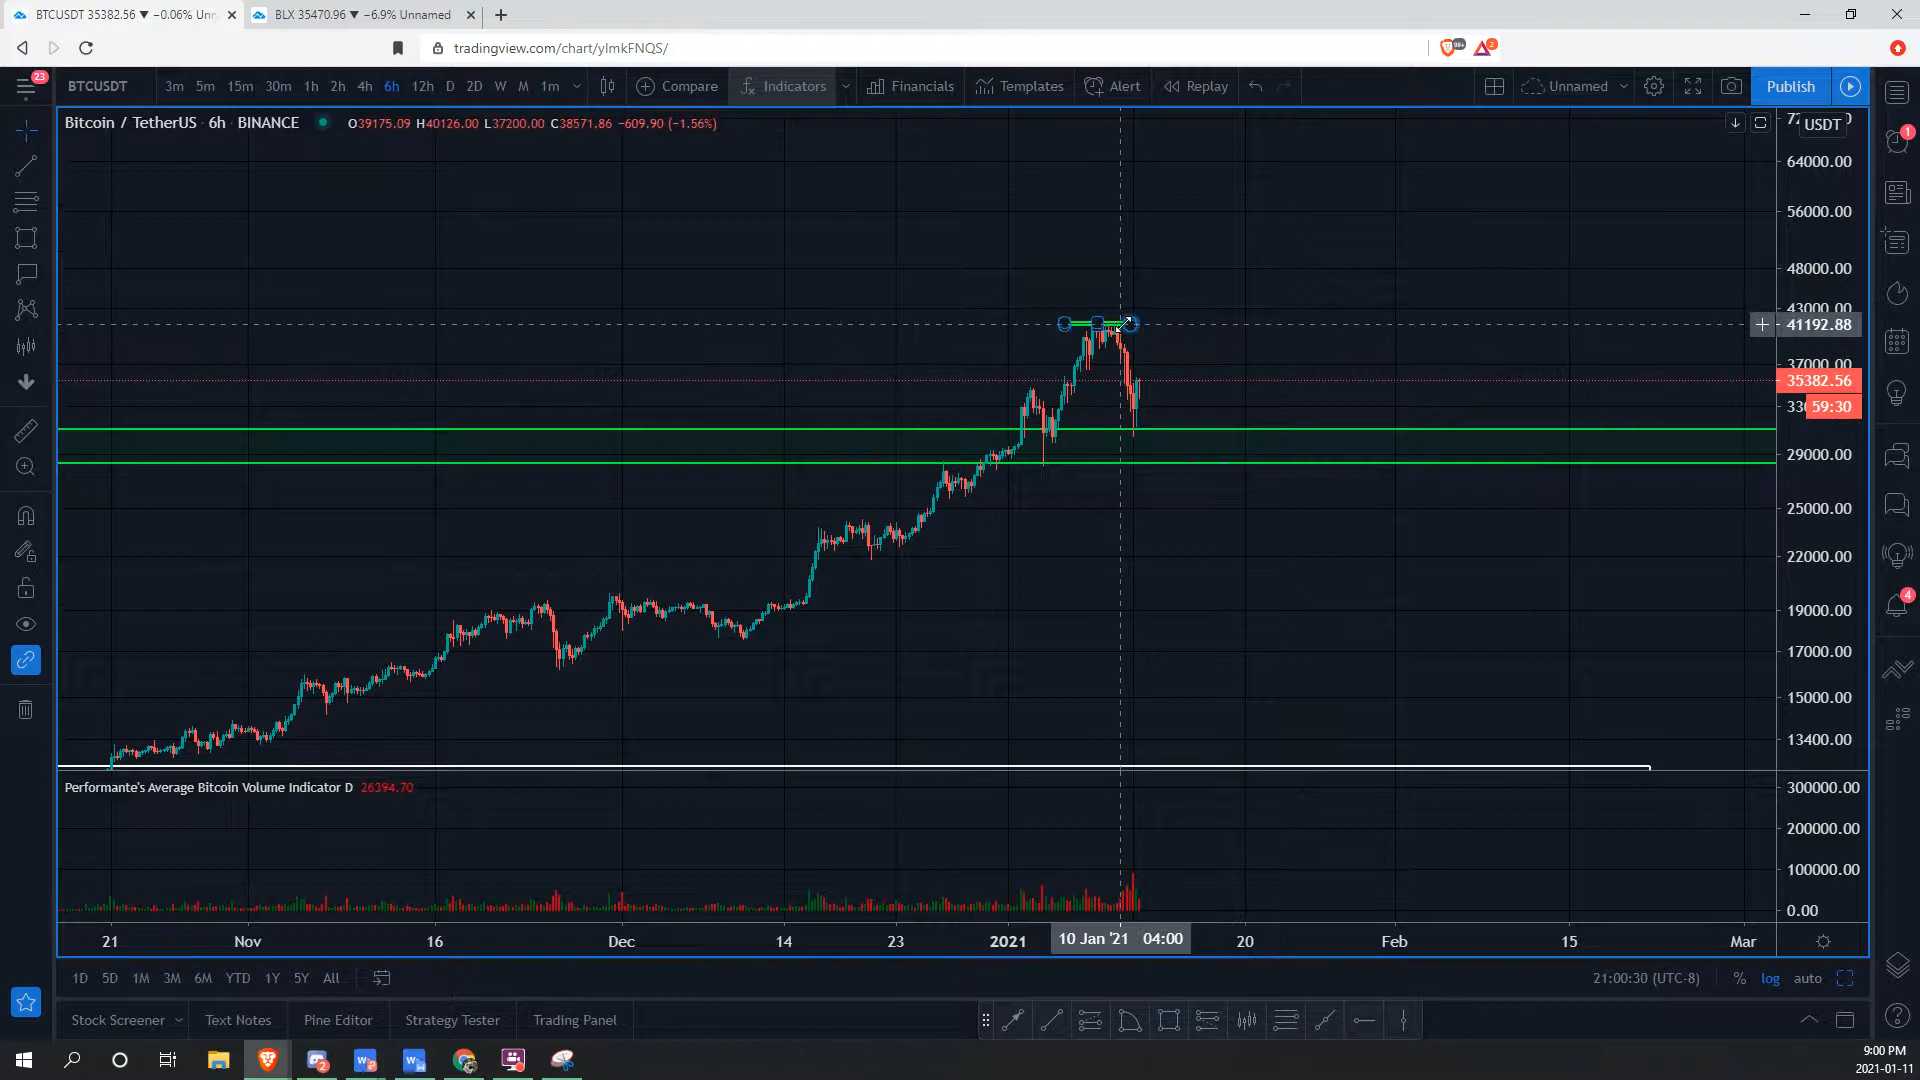 BTCUSDT 35382.56 ▼ −0.06% Unn
BLX 35470.96 ▼ −6.9% Unnamed
tradingview.com/chart/yImkFNQS/
99+
2
23
BTCUSDT 3m 5m 15m 30m 1h 2h 4h 6h 12h D 2D W M 1m Compare Indicators Financials Templates Alert Replay Unnamed Publish
Bitcoin / TetherUS · 6h · BINANCE O39175.09 H40126.00 L37200.00 C38571.86 −609.90 (−1.56%)
USDT
1
64000.00
56000.00
48000.00
43000.00
41192.88
37000.00
35382.56
59:30
29000.00
25000.00
22000.00
4
19000.00
17000.00
15000.00
13400.00
Performante's Average Bitcoin Volume Indicator D 26394.70
300000.00
200000.00
100000.00
0.00
21 Nov 16 Dec 14 23 2021 10 Jan '21 04:00 20 Feb 15 Mar
1D 5D 1M 3M 6M YTD 1Y 5Y All 21:00:30 (UTC-8) % log auto
Stock Screener Text Notes Pine Editor Strategy Tester Trading Panel
2
9:00 PM
2021-01-11